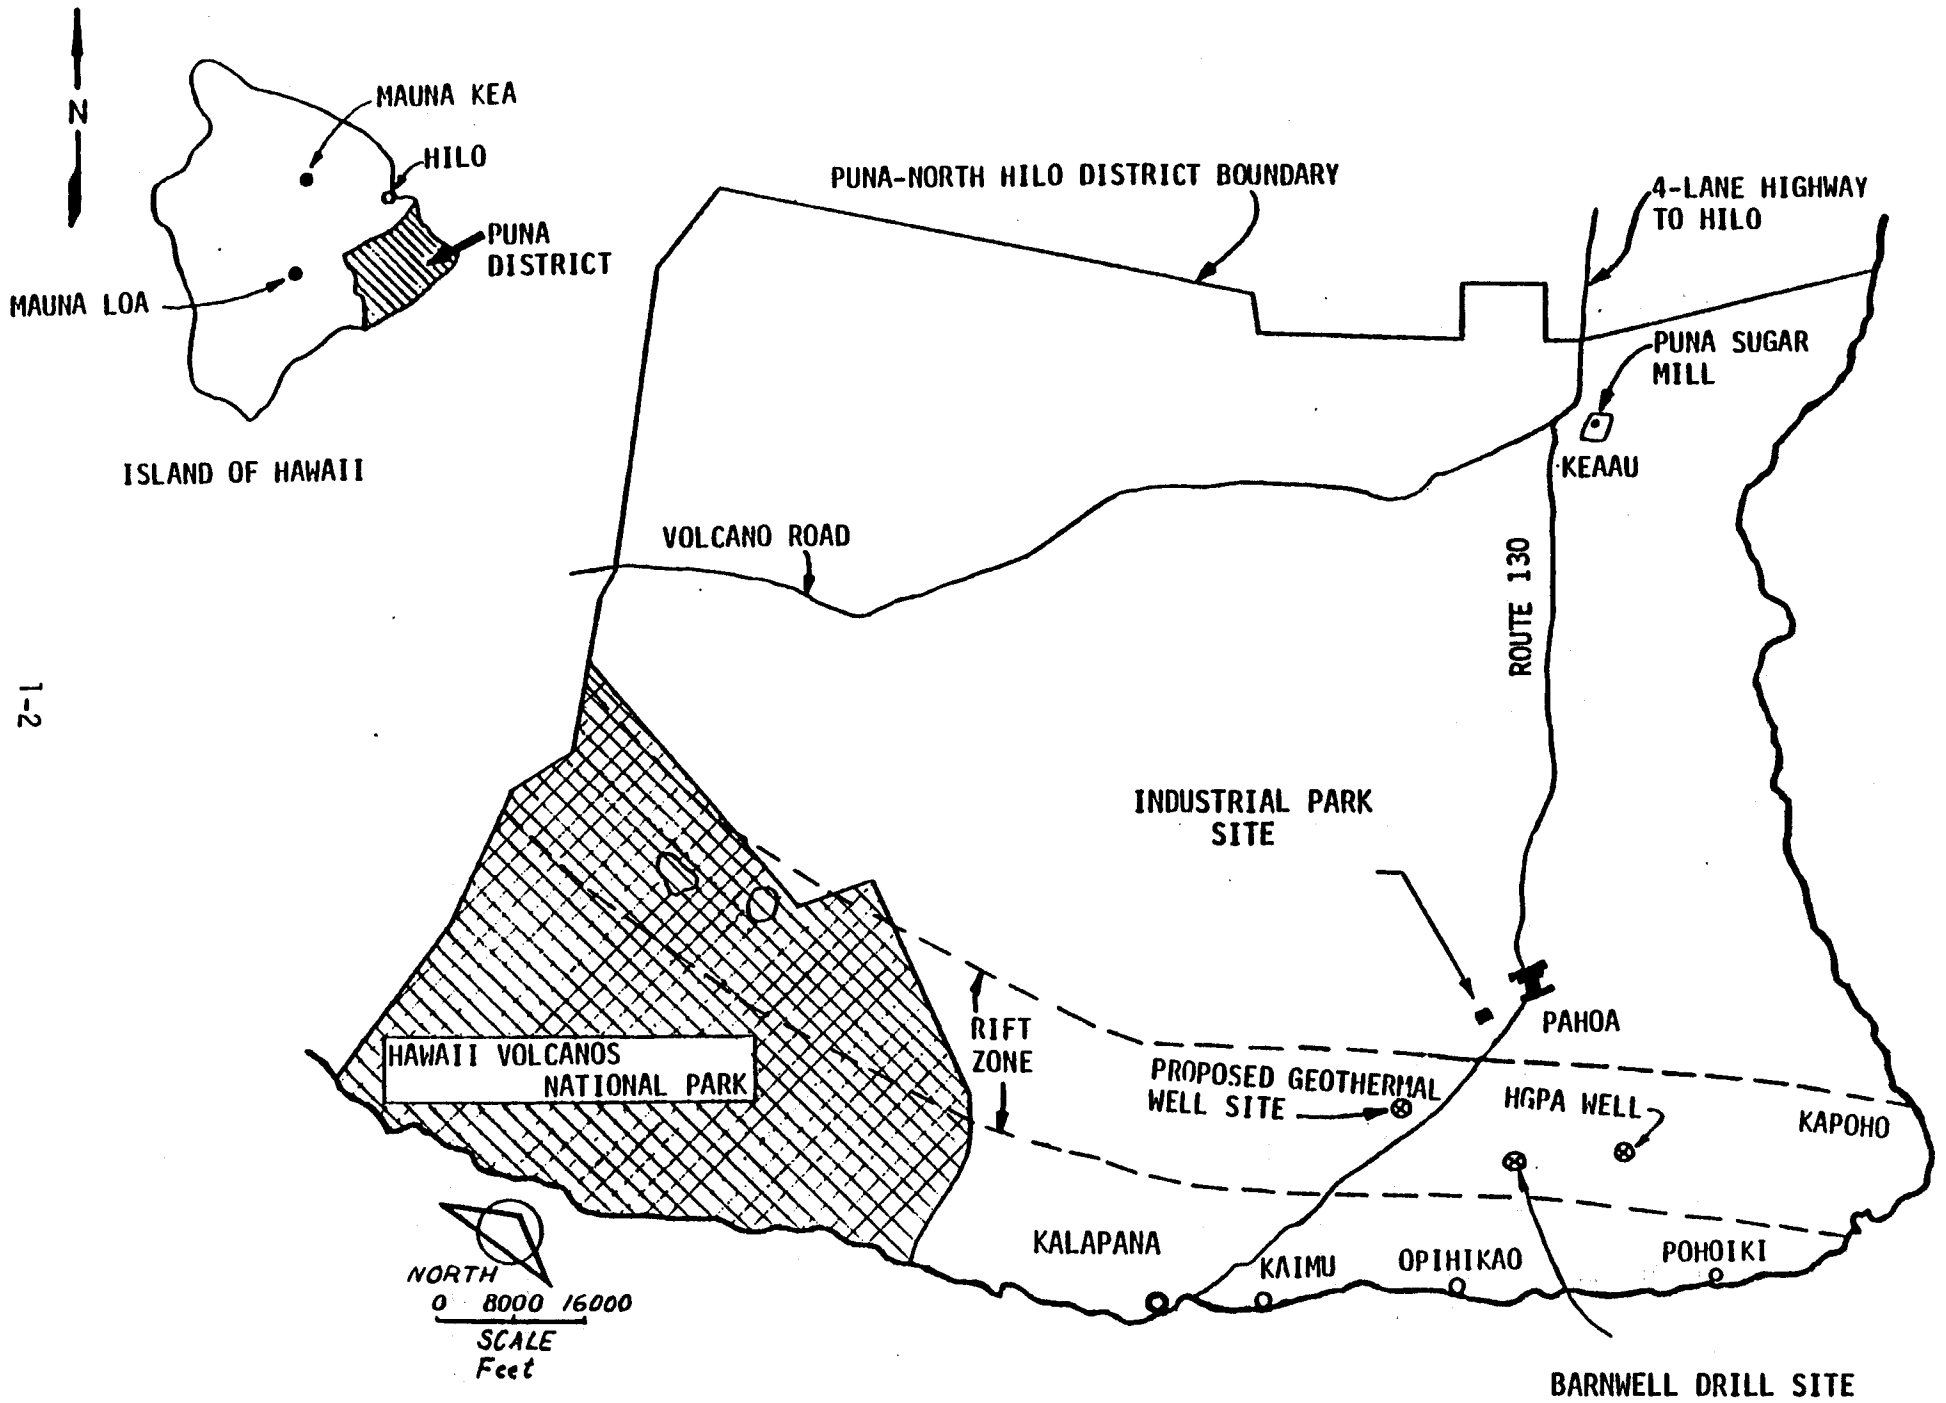 N
MAUNA KEA
HILO
PUNA
DISTRICT
MAUNA LOA
ISLAND OF HAWAII
PUNA-NORTH HILO DISTRICT BOUNDARY
4-LANE HIGHWAY
TO HILO
PUNA SUGAR
MILL
KEAAU
VOLCANO ROAD
ROUTE 130
1-2
INDUSTRIAL PARK
SITE
PAHOA
RIFT
ZONE
HAWAII VOLCANOS
NATIONAL PARK
PROPOSED GEOTHERMAL
WELL SITE
HGPA WELL
KAPOHO
KALAPANA
KAIMU
OPIHIKAO
POHOIKI
NORTH
0 8000 16000
SCALE
Feet
BARNWELL DRILL SITE